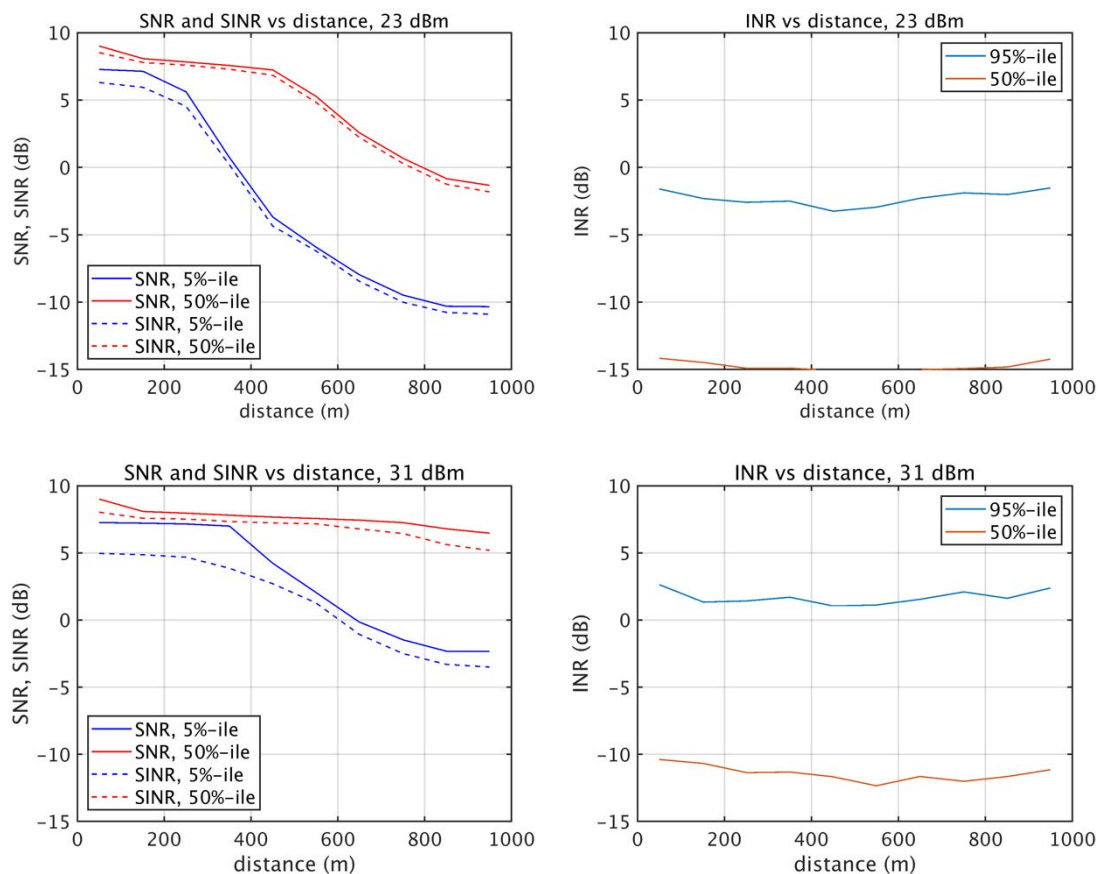 SNR and SINR vs distance, 23 dBm
10
5
0
−5
−10
−15
SNR, SINR (dB)
SNR, 5%-ile
SNR, 50%-ile
SINR, 5%-ile
SINR, 50%-ile
0 200 400 600 800 1000
distance (m)
INR vs distance, 23 dBm
10
5
0
−5
−10
−15
INR (dB)
95%-ile
50%-ile
0 200 400 600 800 1000
distance (m)
SNR and SINR vs distance, 31 dBm
10
5
0
−5
−10
−15
SNR, SINR (dB)
SNR, 5%-ile
SNR, 50%-ile
SINR, 5%-ile
SINR, 50%-ile
0 200 400 600 800 1000
distance (m)
INR vs distance, 31 dBm
10
5
0
−5
−10
−15
INR (dB)
95%-ile
50%-ile
0 200 400 600 800 1000
distance (m)